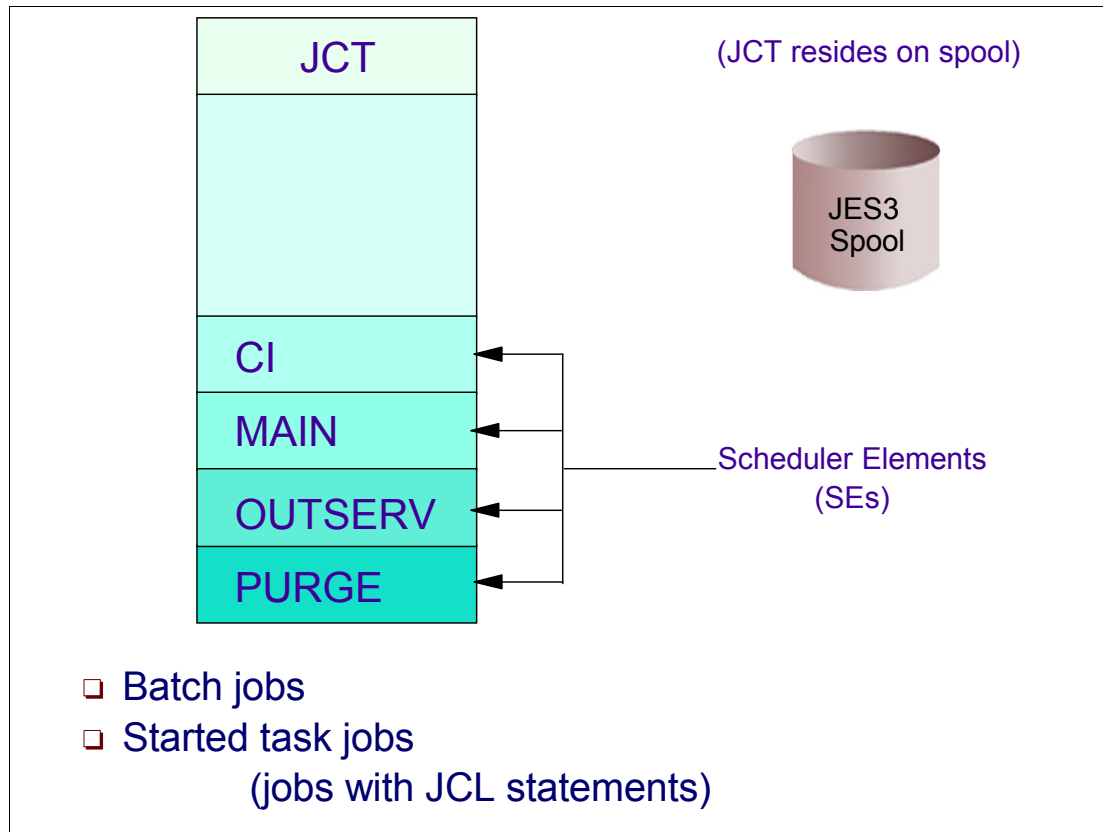 JCT
(JCT resides on spool)
JES3
Spool
CI
MAIN
OUTSERV
PURGE
Scheduler Elements
(SEs)
Batch jobs
Started task jobs
(jobs with JCL statements)